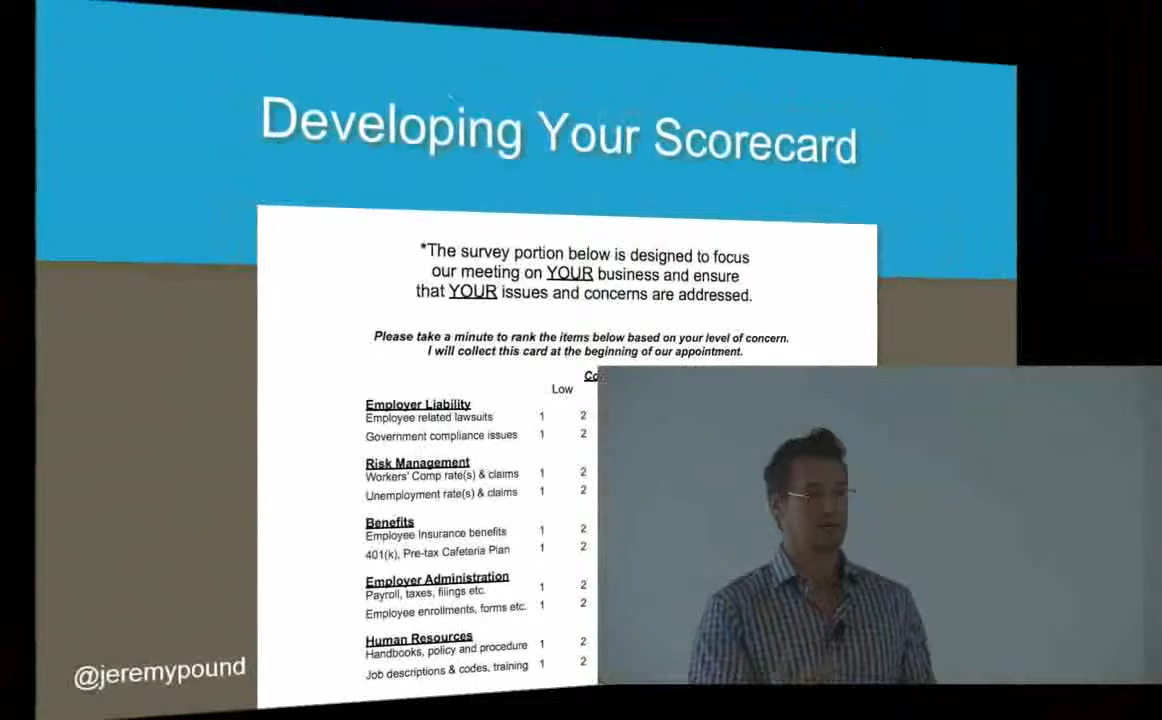 Developing Your Scorecard
*The survey portion below is designed to focus
our meeting on YOUR business and ensure
that YOUR issues and concerns are addressed.
Please take a minute to rank the items below based on your level of concern.
I will collect this card at the beginning of our appointment.
Low
Employer Liability
Employee related lawsuits 1 2
Government compliance issues 1 2
Risk Management
Workers' Comp rate(s) & claims 1 2
Unemployment rate(s) & claims 1 2
Benefits
Employee Insurance benefits 1 2
401(k), Pre-tax Cafeteria Plan 1 2
Employer Administration
Payroll, taxes, filings etc. 1 2
Employee enrollments, forms etc. 1 2
Human Resources
Handbooks, policy and procedure 1 2
Job descriptions & codes, training 1 2
@jeremypound